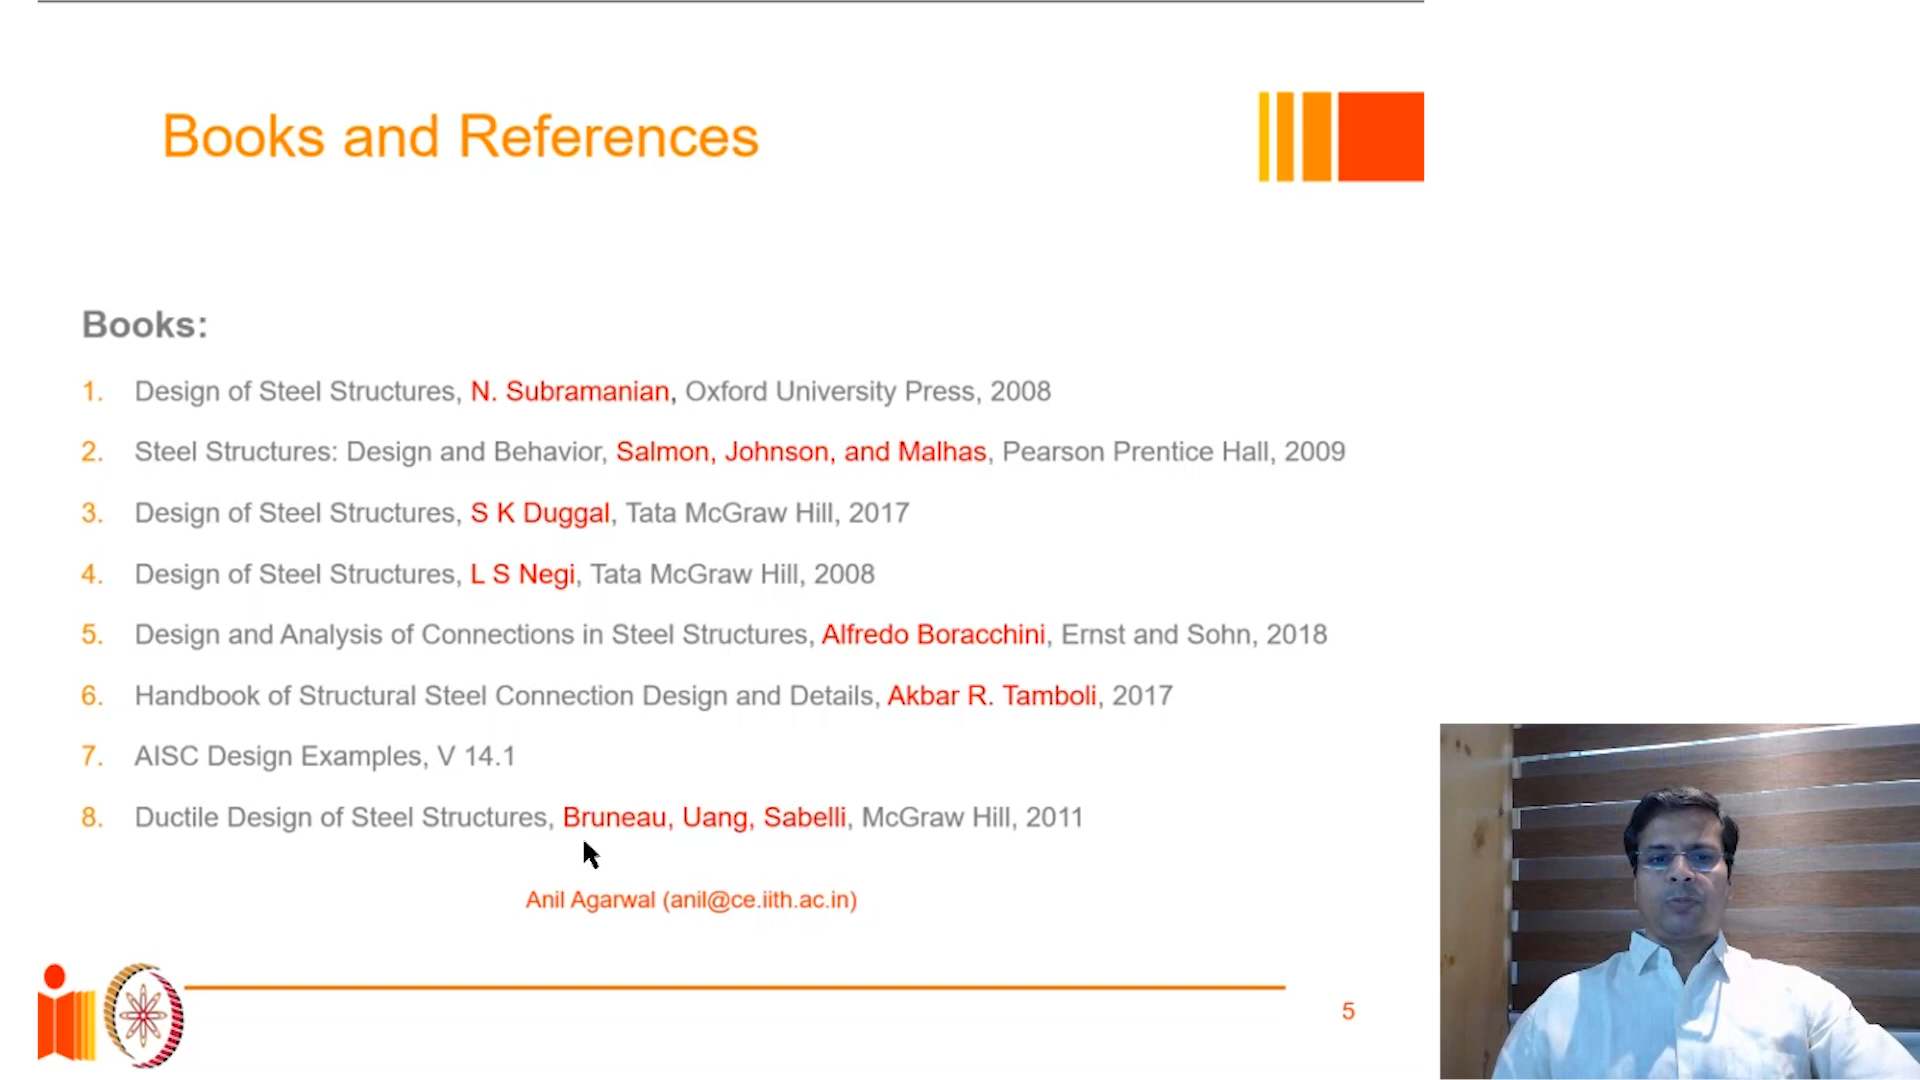 Books and References
Books:
1. Design of Steel Structures, N. Subramanian, Oxford University Press, 2008
2. Steel Structures: Design and Behavior, Salmon, Johnson, and Malhas, Pearson Prentice Hall, 2009
3. Design of Steel Structures, S K Duggal, Tata McGraw Hill, 2017
4. Design of Steel Structures, L S Negi, Tata McGraw Hill, 2008
5. Design and Analysis of Connections in Steel Structures, Alfredo Boracchini, Ernst and Sohn, 2018
6. Handbook of Structural Steel Connection Design and Details, Akbar R. Tamboli, 2017
7. AISC Design Examples, V 14.1
8. Ductile Design of Steel Structures, Bruneau, Uang, Sabelli, McGraw Hill, 2011
Anil Agarwal (anil@ce.iith.ac.in)
5